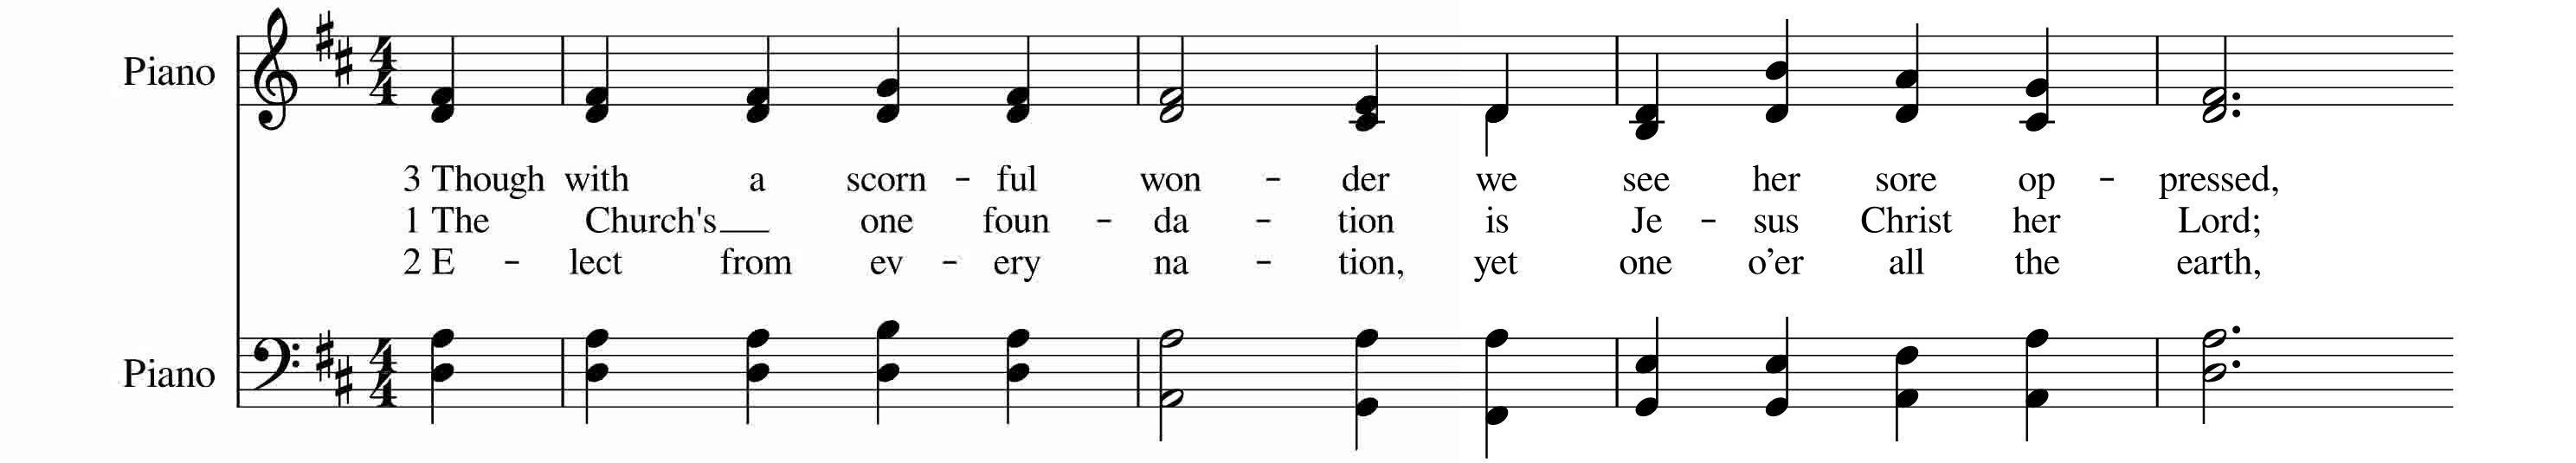 Piano
3 Though with a scorn - ful won - der we see her sore op - pressed,
1 The Church's__ one foun - da - tion is Je - sus Christ her Lord;
2 E - lect from ev - ery na - tion, yet one o’er all the earth,
Piano